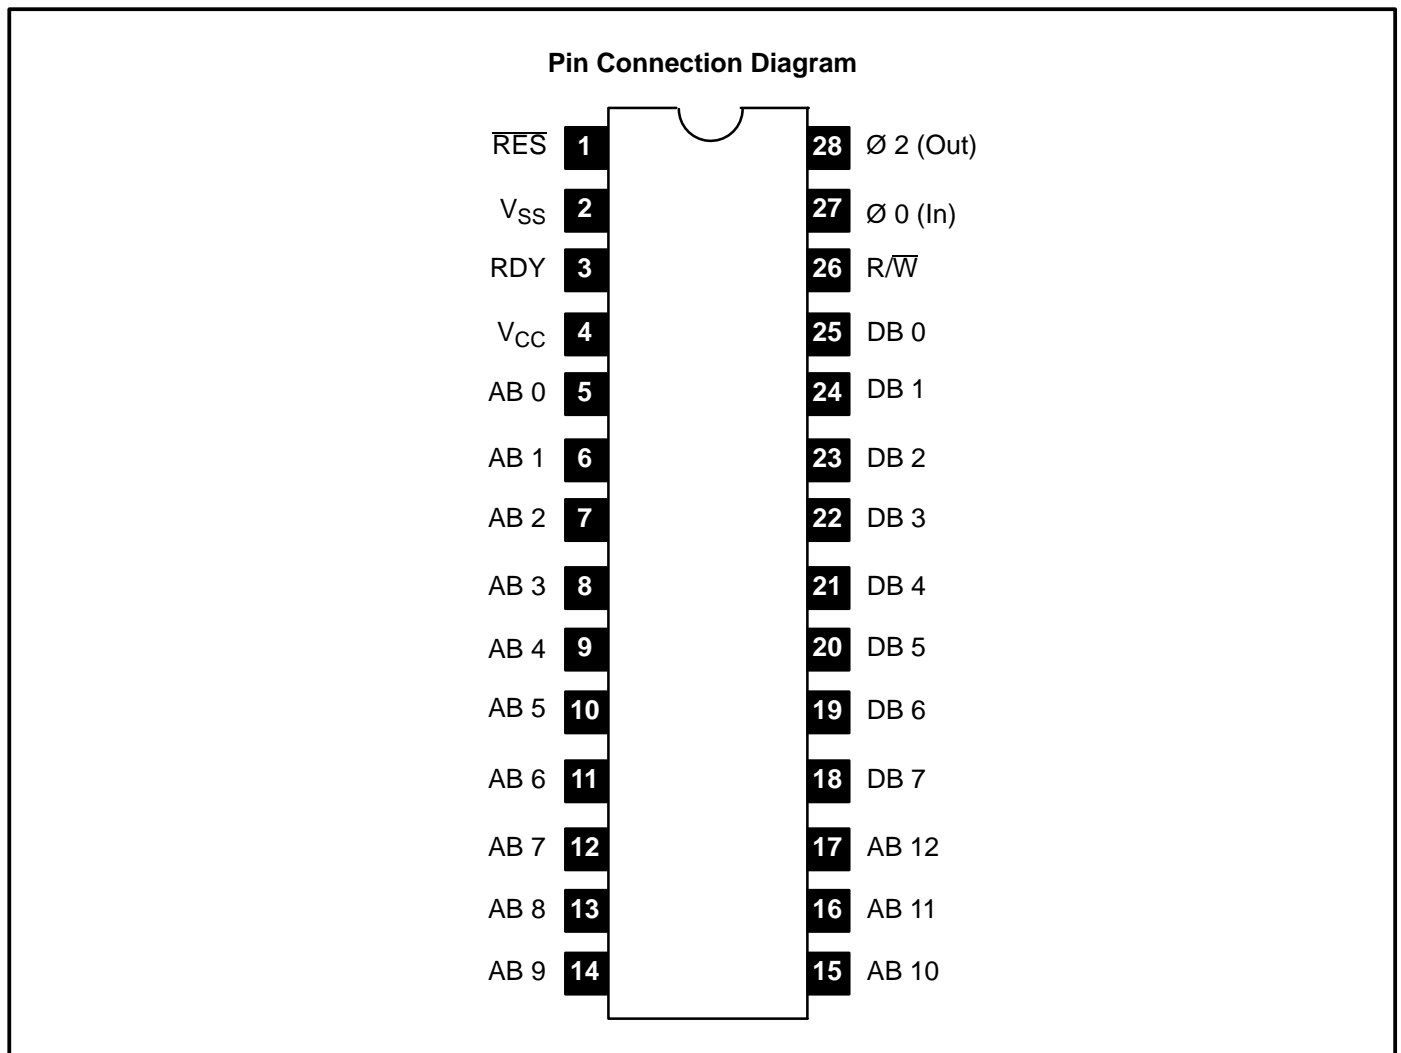 Pin Connection Diagram
R̅E̅S̅ 1 28 Ø 2 (Out)
VSS 2 27 Ø 0 (In)
RDY 3 26 R/W̅
VCC 4 25 DB 0
AB 0 5 24 DB 1
AB 1 6 23 DB 2
AB 2 7 22 DB 3
AB 3 8 21 DB 4
AB 4 9 20 DB 5
AB 5 10 19 DB 6
AB 6 11 18 DB 7
AB 7 12 17 AB 12
AB 8 13 16 AB 11
AB 9 14 15 AB 10